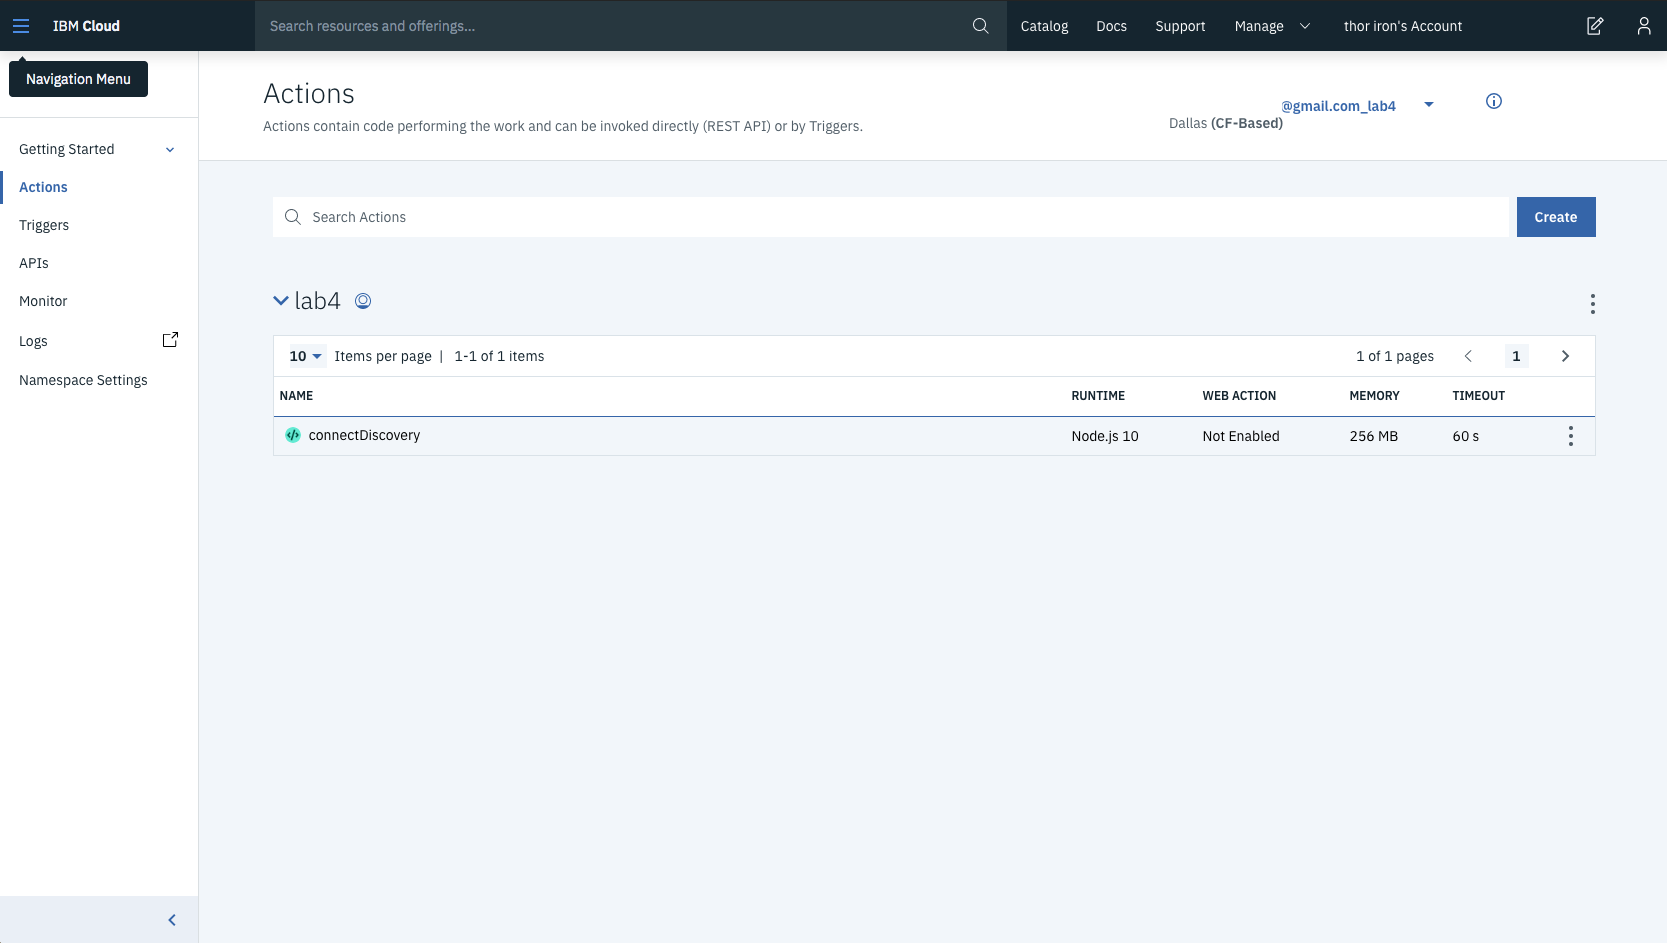 IBM Cloud
Search resources and offerings...
Catalog
Docs
Support
Manage
thor iron's Account
Navigation Menu
Getting Started
Actions
Triggers
APIs
Monitor
Logs
Namespace Settings
Actions
Actions contain code performing the work and can be invoked directly (REST API) or by Triggers.
@gmail.com_lab4
Dallas (CF-Based)
Search Actions
Create
lab4
10 Items per page | 1-1 of 1 items
1 of 1 pages 1
NAME RUNTIME WEB ACTION MEMORY TIMEOUT
connectDiscovery Node.js 10 Not Enabled 256 MB 60 s